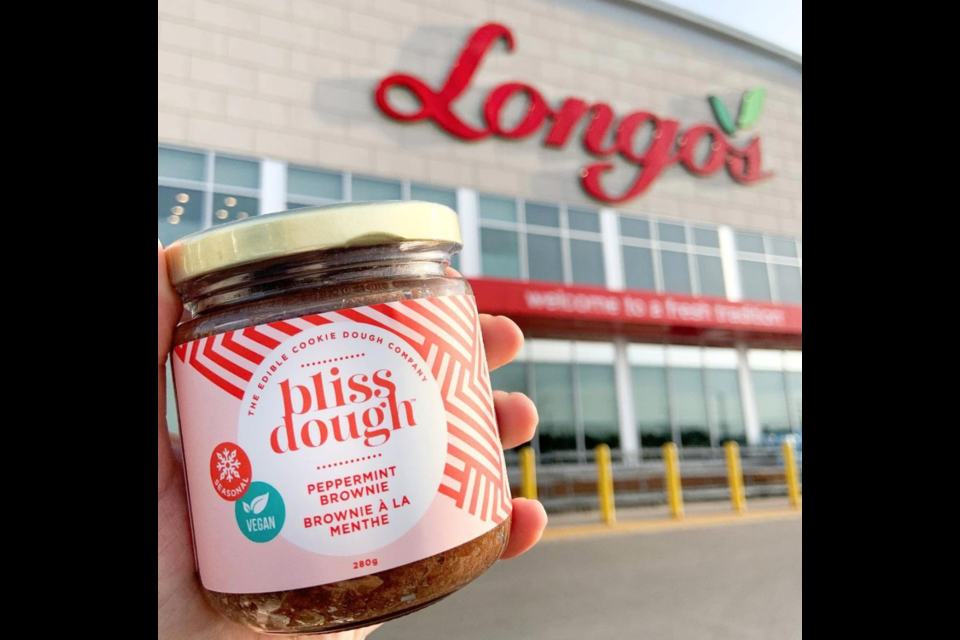 Longo's
welcome to a fresh tradition
THE EDIBLE COOKIE DOUGH COMPANY
bliss
dough™
SEASONAL
VEGAN
PEPPERMINT
BROWNIE
BROWNIE À LA
MENTHE
280g